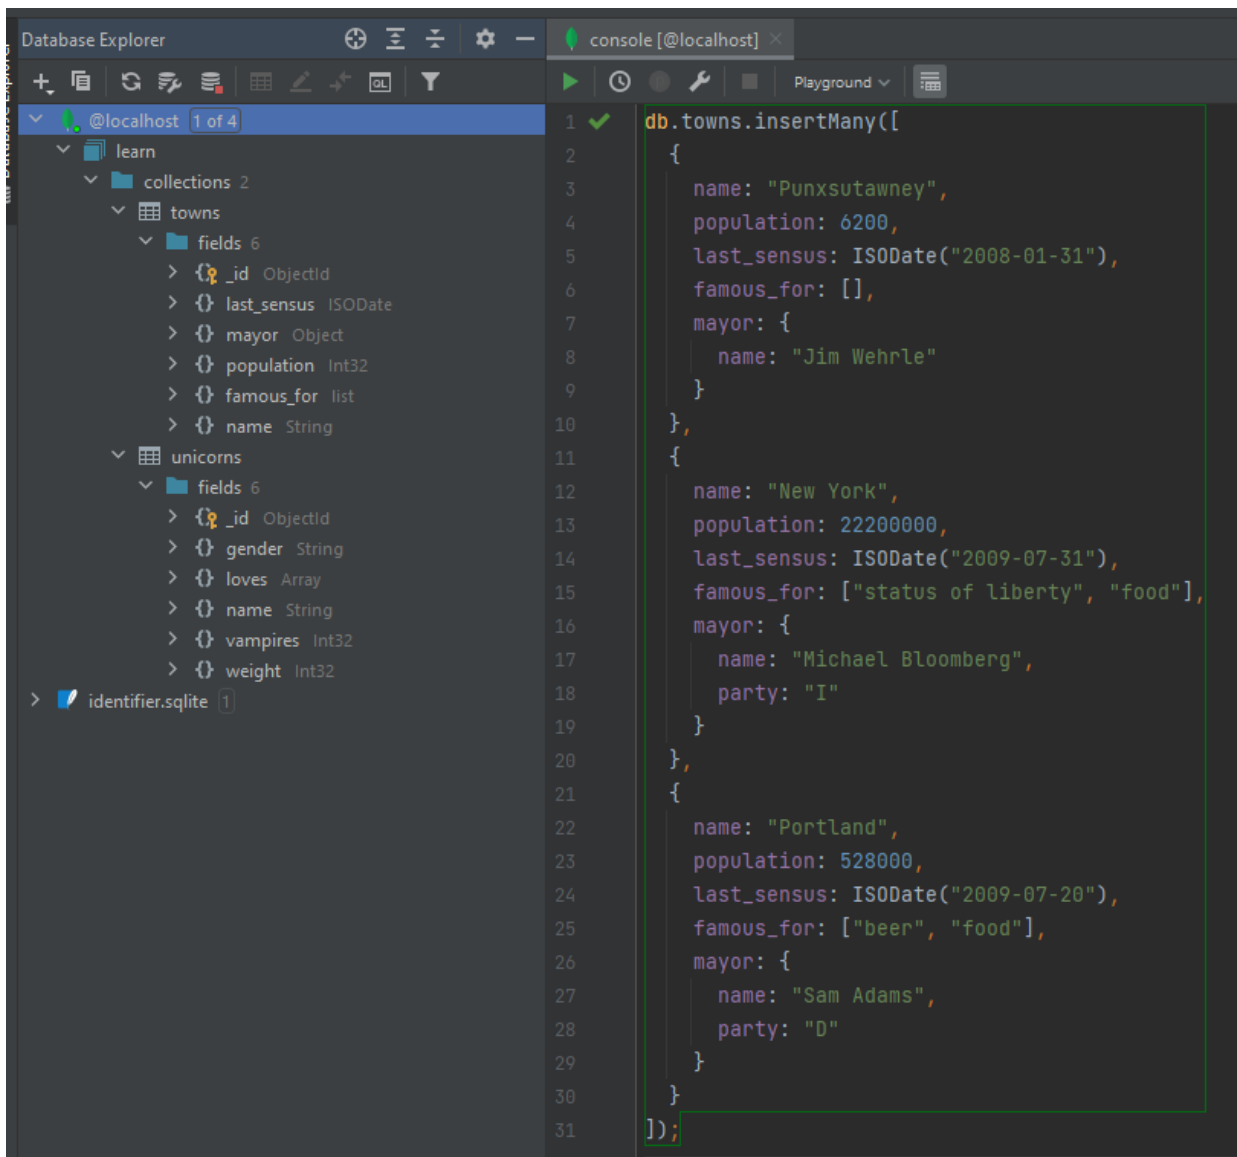 Database Explorer
@localhost 1 of 4
learn
collections 2
towns
fields 6
_id ObjectId
last_sensus ISODate
mayor Object
population Int32
famous_for list
name String
unicorns
fields 6
_id ObjectId
gender String
loves Array
name String
vampires Int32
weight Int32
identifier.sqlite 1
console [@localhost]
Playground
QL
1 db.towns.insertMany([
2 {
3 name: "Punxsutawney",
4 population: 6200,
5 last_sensus: ISODate("2008-01-31"),
6 famous_for: [],
7 mayor: {
8 name: "Jim Wehrle"
9 }
10 },
11 {
12 name: "New York",
13 population: 22200000,
14 last_sensus: ISODate("2009-07-31"),
15 famous_for: ["status of liberty", "food"],
16 mayor: {
17 name: "Michael Bloomberg",
18 party: "I"
19 }
20 },
21 {
22 name: "Portland",
23 population: 528000,
24 last_sensus: ISODate("2009-07-20"),
25 famous_for: ["beer", "food"],
26 mayor: {
27 name: "Sam Adams",
28 party: "D"
29 }
30 }
31 ]);